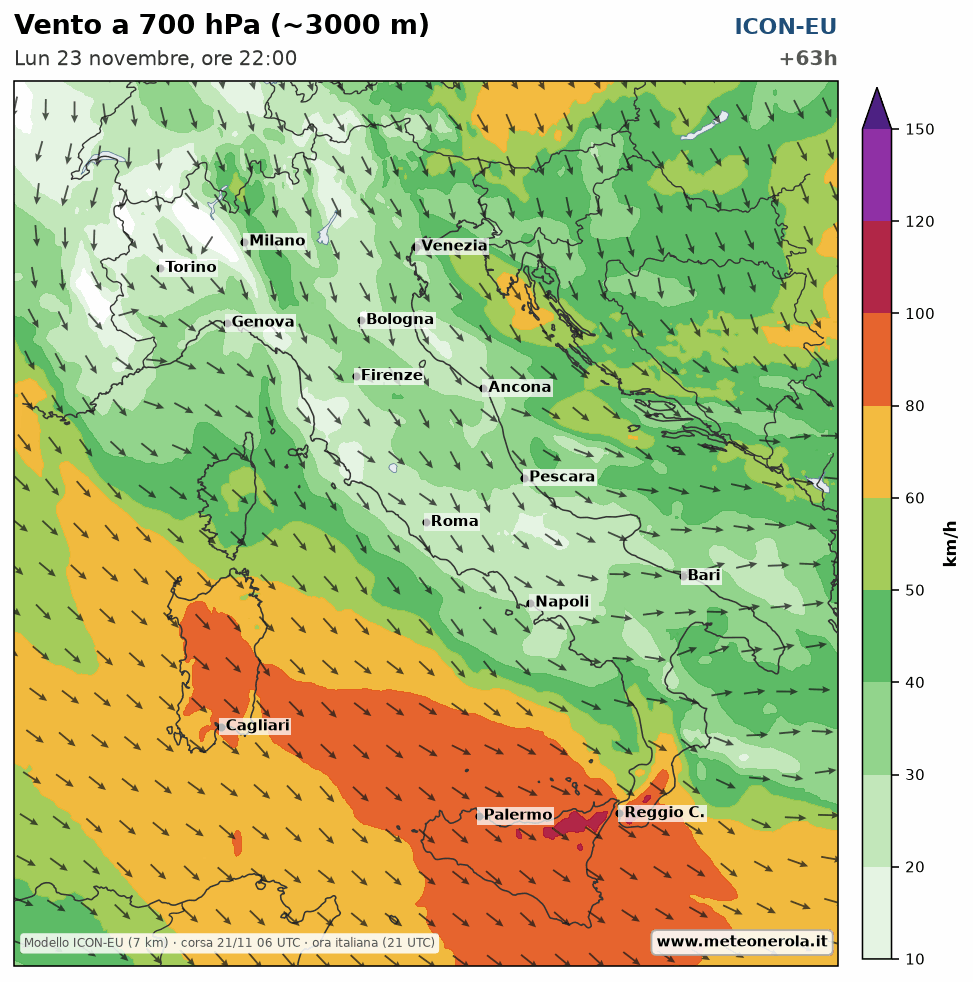 Vento a 700 hPa (~3000 m)
ICON-EU
Lun 23 novembre, ore 22:00
+63h
150
120
100
80
60
50
40
30
20
10
km/h
Milano
Venezia
Torino
Genova
Bologna
Firenze
Ancona
Pescara
Roma
Bari
Napoli
Cagliari
Palermo
Reggio C.
Modello ICON-EU (7 km) · corsa 21/11 06 UTC · ora italiana (21 UTC)
www.meteonerola.it